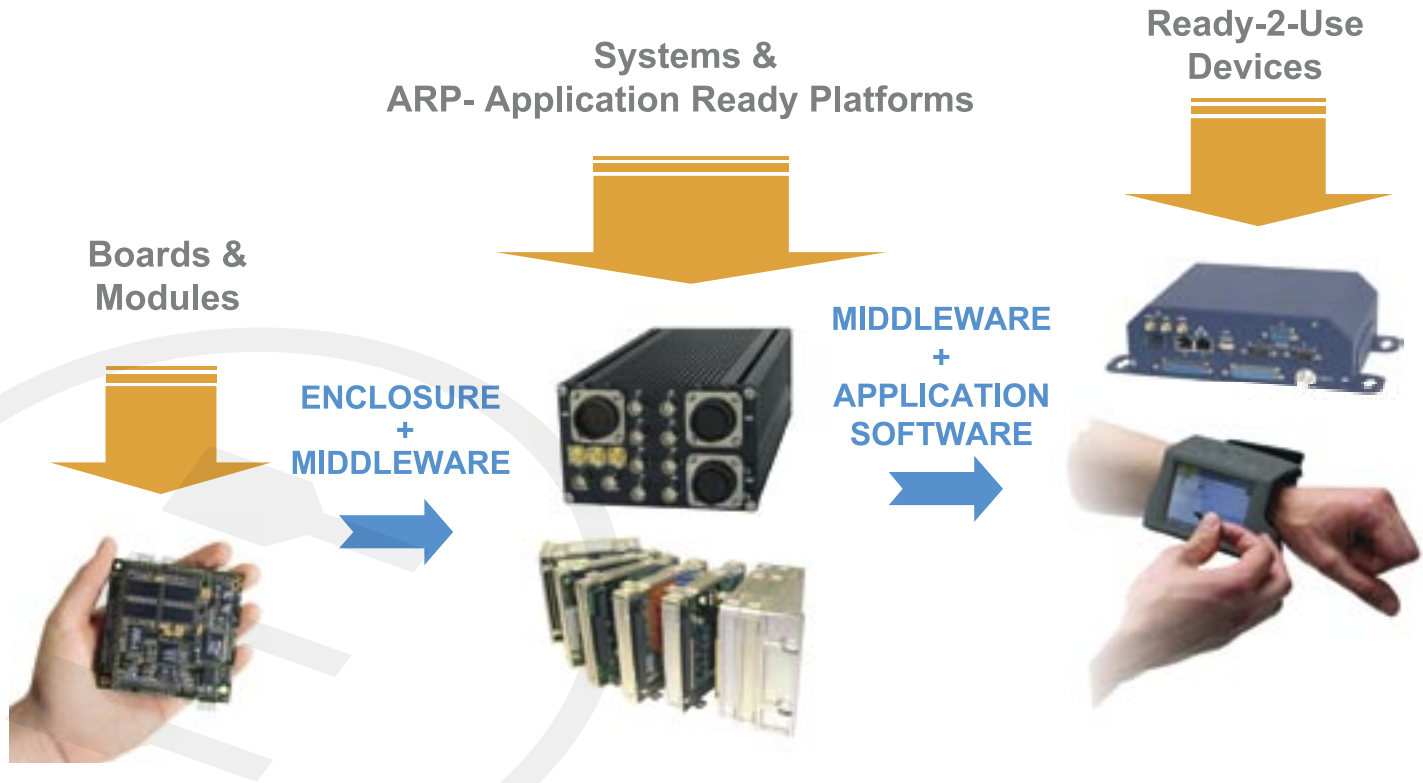 Boards &
Modules
ENCLOSURE
+
MIDDLEWARE
Systems &
ARP- Application Ready Platforms
MIDDLEWARE
+
APPLICATION
SOFTWARE
Ready-2-Use
Devices